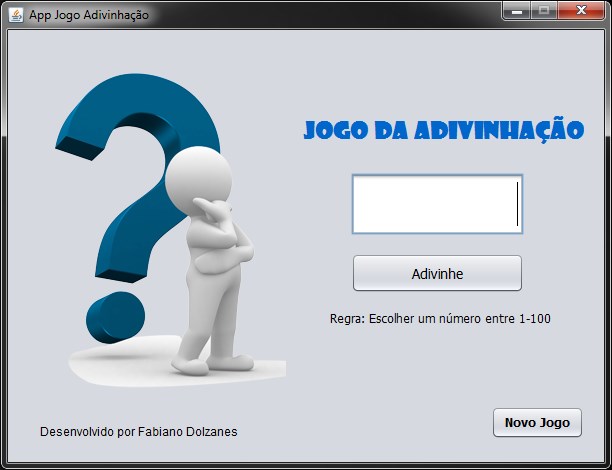 App Jogo Adivinhação
JOGO DA ADIVINHAÇÃO
Adivinhe
Regra: Escolher um número entre 1-100
Novo Jogo
Desenvolvido por Fabiano Dolzanes